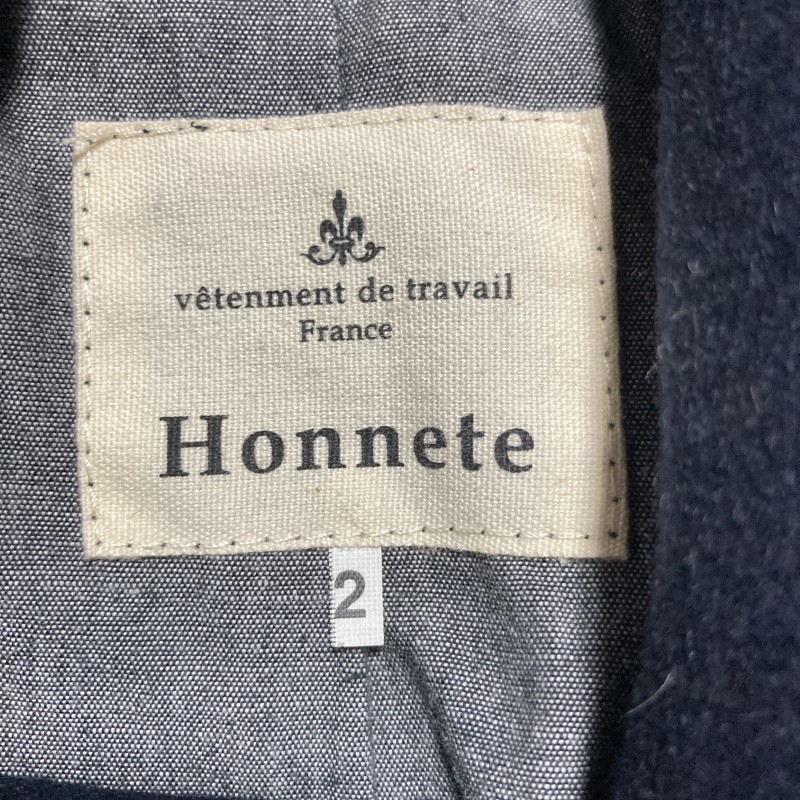 vêtenment de travail
France
Honnete
2